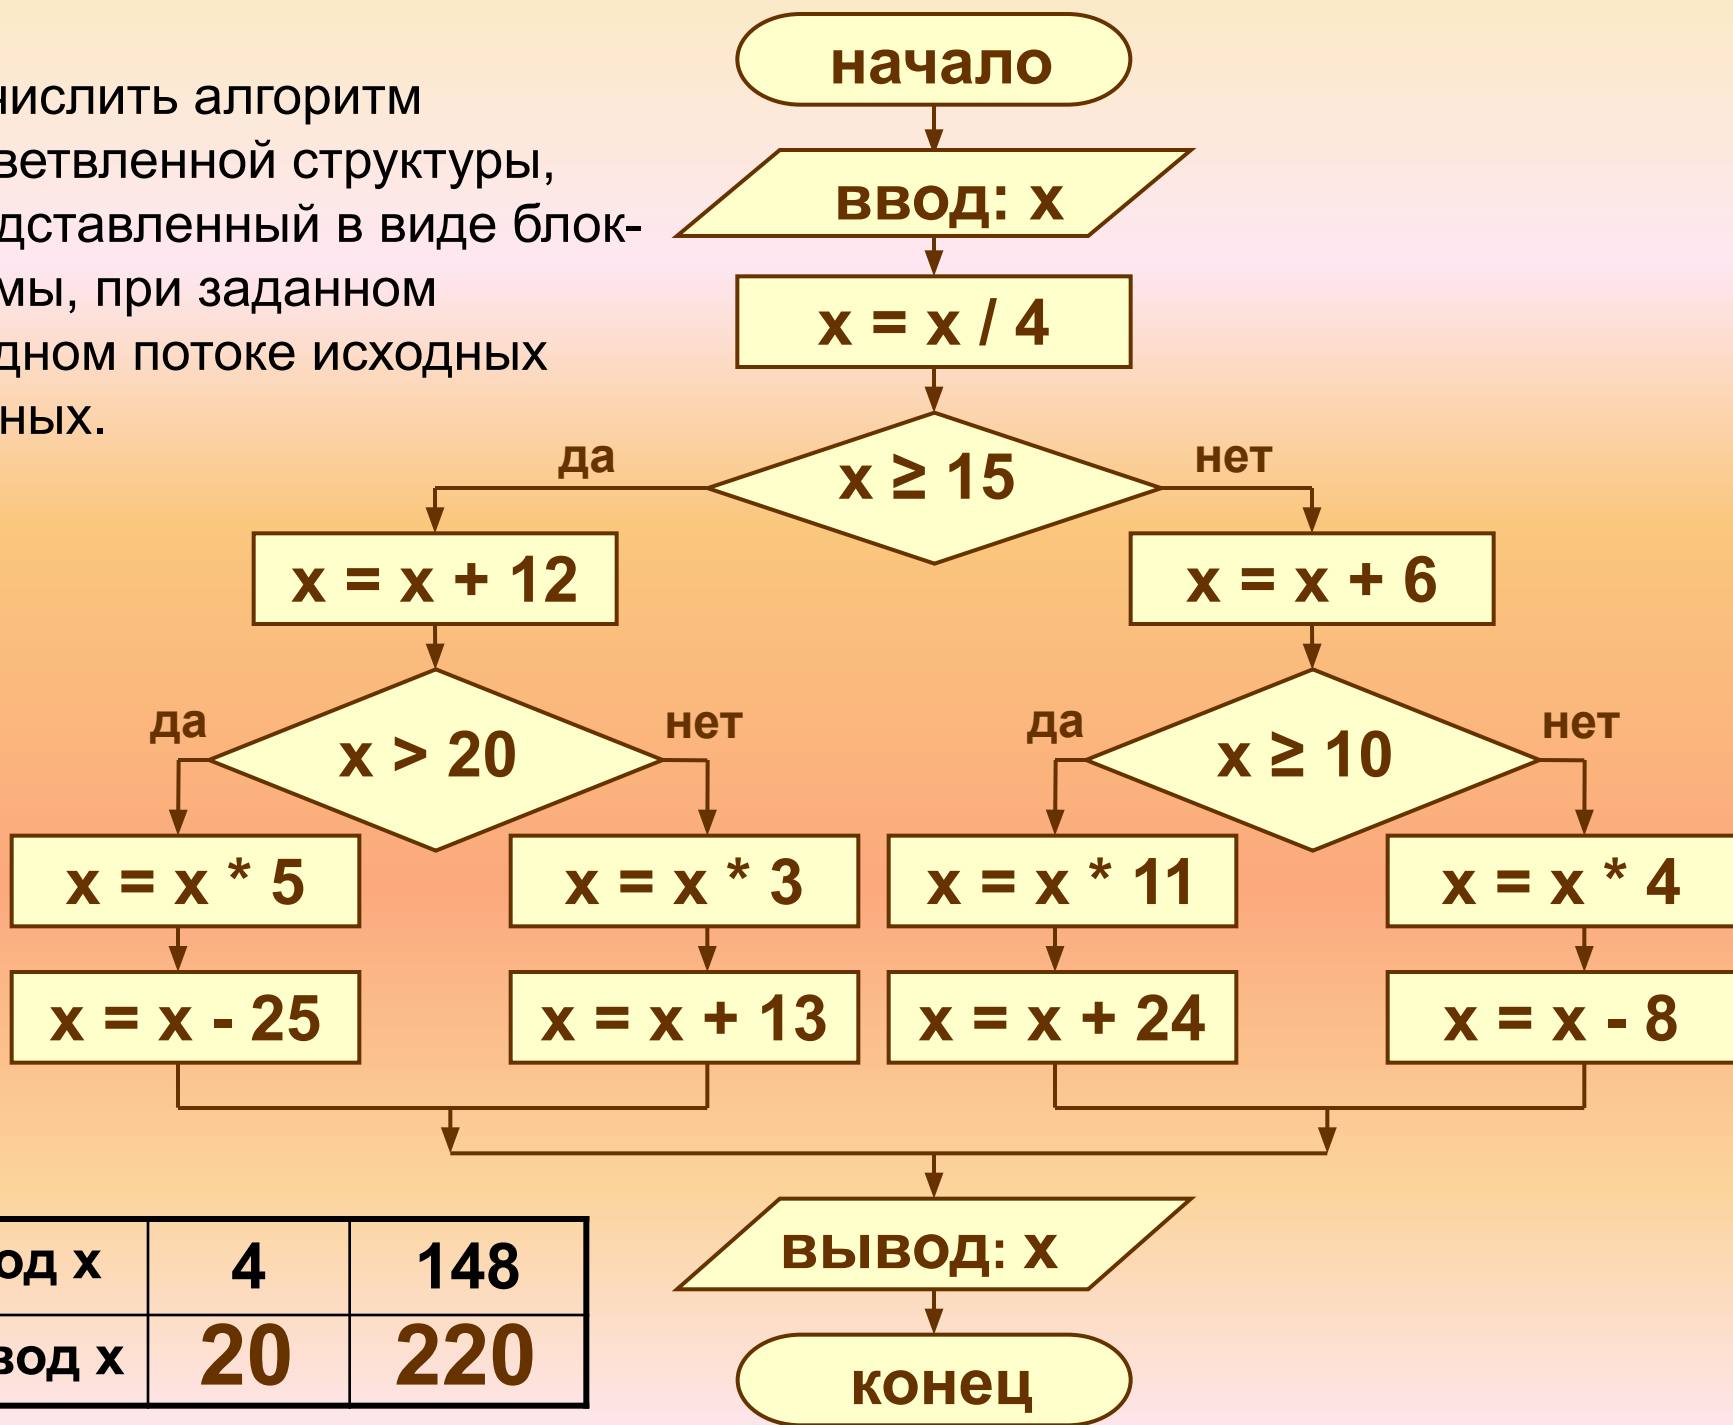 числить алгоритм
ветвленной структуры,
дставленный в виде блок-
мы, при заданном
дном потоке исходных
ных.
начало
ввод: x
x = x / 4
да
x ≥ 15
нет
x = x + 12
x = x + 6
да
x > 20
нет
да
x ≥ 10
нет
x = x * 5
x = x * 3
x = x * 11
x = x * 4
x = x - 25
x = x + 13
x = x + 24
x = x - 8
вывод: x
конец
од x 4 148
вод x 20 220